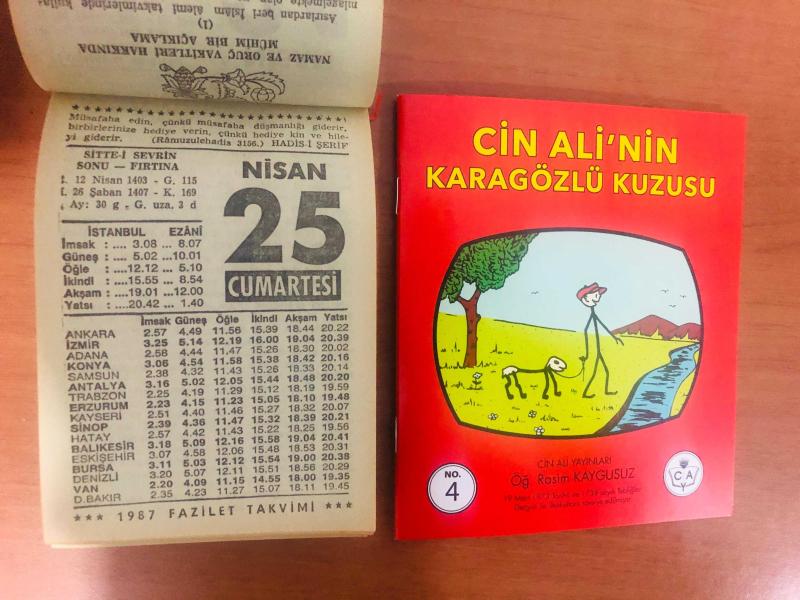 NAMAZ VE ORUÇ VAKİTLERİ HAKKINDA
MÜHİM BİR AÇIKLAMA
(1)
Asırlardan beri İslâm âlemi takvimlerinde kulla-
Müsafaha edin, çünkü müsafaha düşmanlığı giderir,
birbirlerinize hediye verin, çünkü hediye kin ve hile-
yi giderir. (Râmuzulehadis 3156.) HADİS-İ ŞERİF
SİTTE-İ SEVRİN
SONU — FIRTINA
12 Nisan 1403 - G. 115
26 Şaban 1407 - K. 169
Ay: 30 g - G. uza, 3 d
NİSAN
25
CUMARTESİ
İSTANBUL EZANİ
İmsak : .... 3.08 ... 8.07
Güneş : .... 5.02 ...10.01
Öğle : ....12.12 ... 5.10
İkindi : ....15.55 ... 8.54
Akşam : ....19.01 ...12.00
Yatsı : ....20.42 ... 1.40
İmsak Güneş Öğle İkindi Akşam Yatsı
ANKARA 2.57 4.49 11.56 15.39 18.44 20.22
İZMİR 3.25 5.14 12.19 16.00 19.04 20.39
ADANA 2.58 4.44 11.47 15.26 18.30 20.02
KONYA 3.06 4.54 11.58 15.38 18.42 20.16
SAMSUN 2.38 4.32 11.43 15.26 18.33 20.14
ANTALYA 3.16 5.02 12.05 15.44 18.48 20.20
TRABZON 2.25 4.19 11.29 15.12 18.19 19.59
ERZURUM 2.23 4.15 11.23 15.05 18.10 19.48
KAYSERİ 2.51 4.40 11.46 15.27 18.32 20.07
SİNOP 2.39 4.36 11.47 15.32 18.39 20.21
HATAY 2.57 4.42 11.43 15.22 18.25 19.56
BALIKESİR 3.18 5.09 12.16 15.58 19.04 20.41
ESKİŞEHİR 3.07 4.58 12.06 15.48 18.53 20.31
BURSA 3.11 5.03 12.12 15.54 19.00 20.38
DENİZLİ 3.20 5.07 12.11 15.51 18.56 20.29
VAN 2.20 4.09 11.15 14.55 18.00 19.35
D.BAKIR 2.35 4.23 11.27 15.07 18.11 19.45
*** 1987 FAZİLET TAKVİMİ ***
CİN ALİ'NİN
KARAGÖZLÜ KUZUSU
NO.
4
CİN ALİ YAYINLARI
Öğ. Rasim KAYGUSUZ
C A